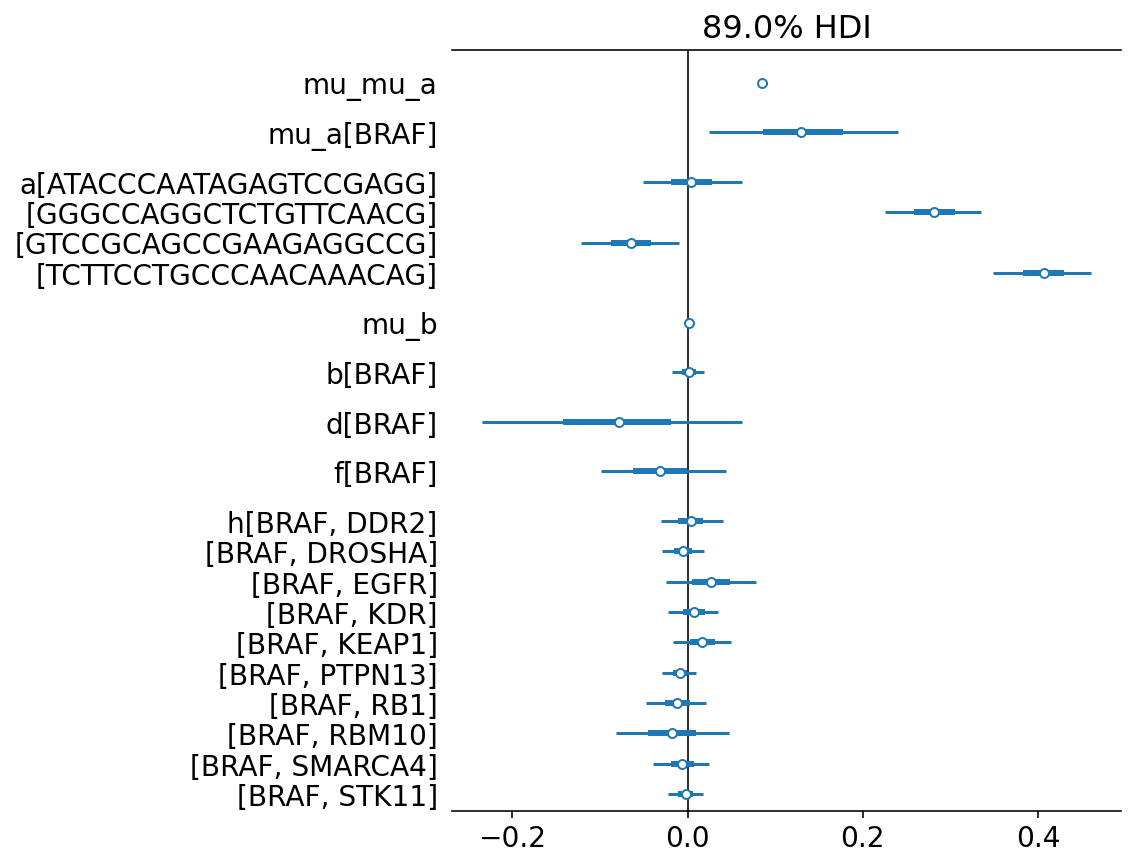 89.0% HDI
mu_mu_a
mu_a[BRAF]
a[ATACCCAATAGAGTCCGAGG]
[GGGCCAGGCTCTGTTCAACG]
[GTCCGCAGCCGAAGAGGCCG]
[TCTTCCTGCCCAACAAACAG]
mu_b
b[BRAF]
d[BRAF]
f[BRAF]
h[BRAF, DDR2]
[BRAF, DROSHA]
[BRAF, EGFR]
[BRAF, KDR]
[BRAF, KEAP1]
[BRAF, PTPN13]
[BRAF, RB1]
[BRAF, RBM10]
[BRAF, SMARCA4]
[BRAF, STK11]
−0.2 0.0 0.2 0.4